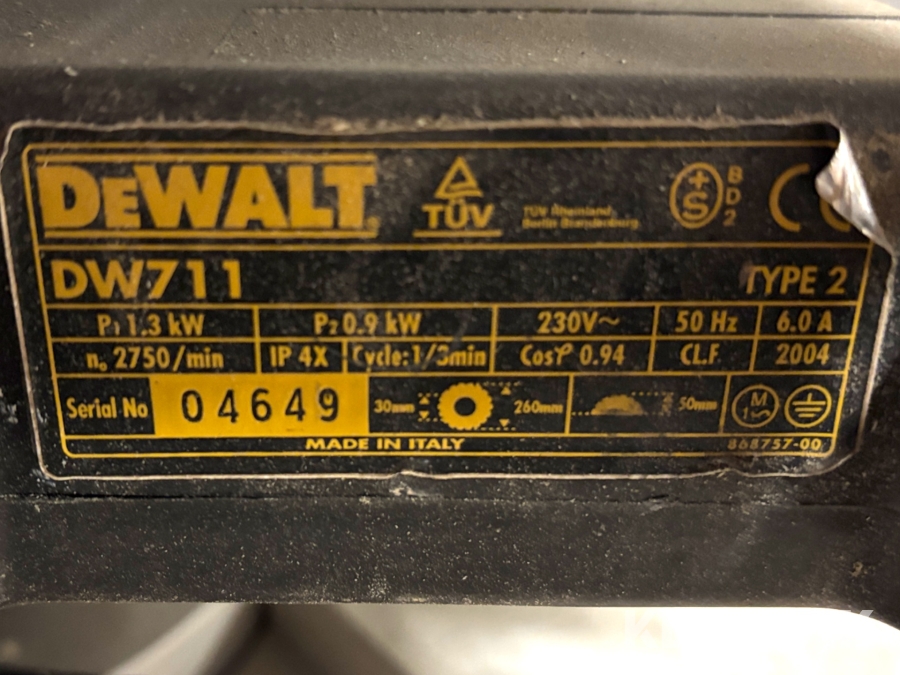 DEWALT
TÜV
TÜV Rheinland
Berlin Brandenburg
+S
BD2
CE
DW711 TYPE 2
P1 1.3 kW P2 0.9 kW 230V~ 50 Hz 6.0 A
n₀ 2750/min IP 4X Cycle:1/3min Cosφ 0.94 CL.F 2004
Serial No 04649 30mm 260mm 50mm M 1~
MADE IN ITALY 868757-00